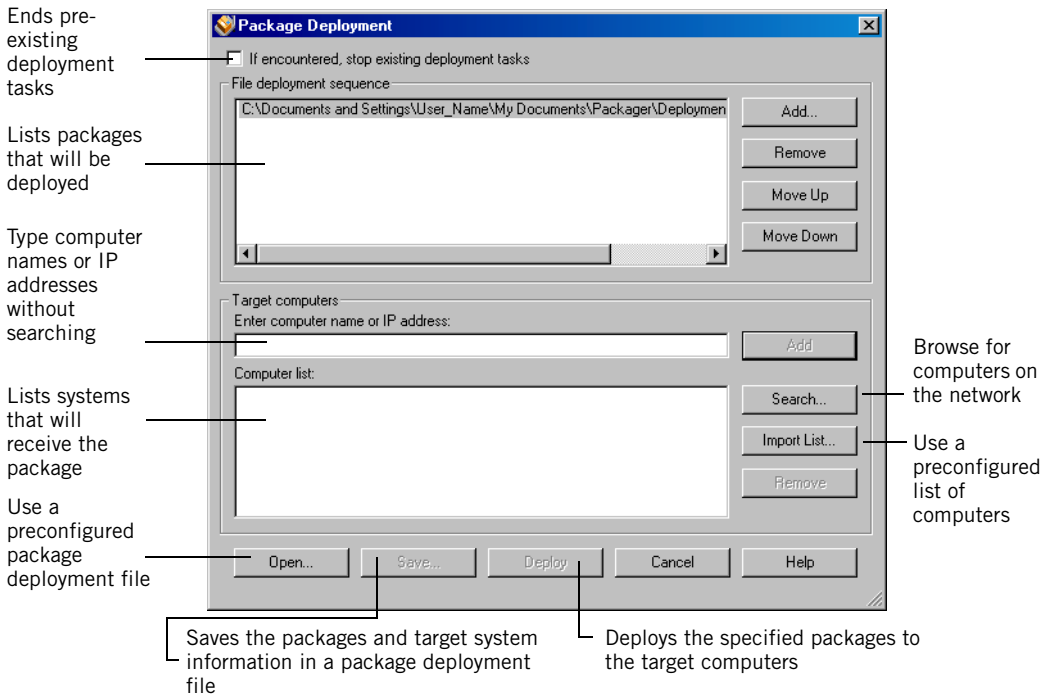 Ends pre-
existing
deployment
tasks
Lists packages
that will be
deployed
Type computer
names or IP
addresses
without
searching
Lists systems
that will
receive the
package
Use a
preconfigured
package
deployment file
Package Deployment
If encountered, stop existing deployment tasks
File deployment sequence
C:\Documents and Settings\User_Name\My Documents\Packager\Deploymen
Add...
Remove
Move Up
Move Down
Target computers
Enter computer name or IP address:
Add
Computer list:
Search...
Import List...
Remove
Open...
Save...
Deploy
Cancel
Help
Browse for
computers on
the network
Use a
preconfigured
list of
computers
Saves the packages and target system
information in a package deployment
file
Deploys the specified packages to
the target computers